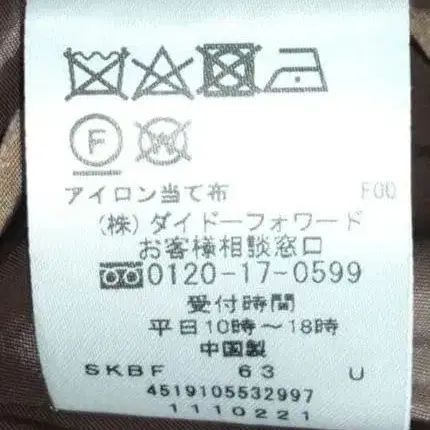 F W
アイロン当て布 F00
(株)ダイドーフォワード
お客様相談窓口
0120-17-0599
受付時間
平日10時～18時
中国製
SKBF 63 U
4519105532997
1110221